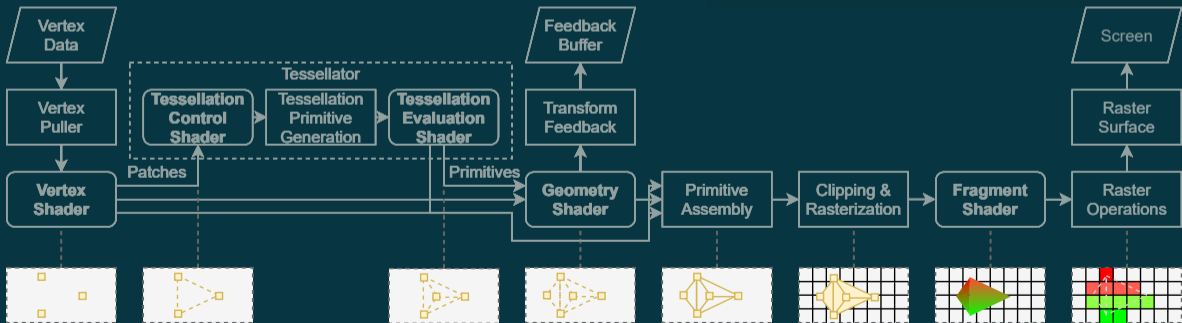 Vertex
Data
Feedback
Buffer
Screen
Tessellator
Vertex
Puller
Tessellation
Control
Shader
Tessellation
Primitive
Generation
Tessellation
Evaluation
Shader
Transform
Feedback
Raster
Surface
Patches
Primitives
Vertex
Shader
Geometry
Shader
Primitive
Assembly
Clipping &
Rasterization
Fragment
Shader
Raster
Operations